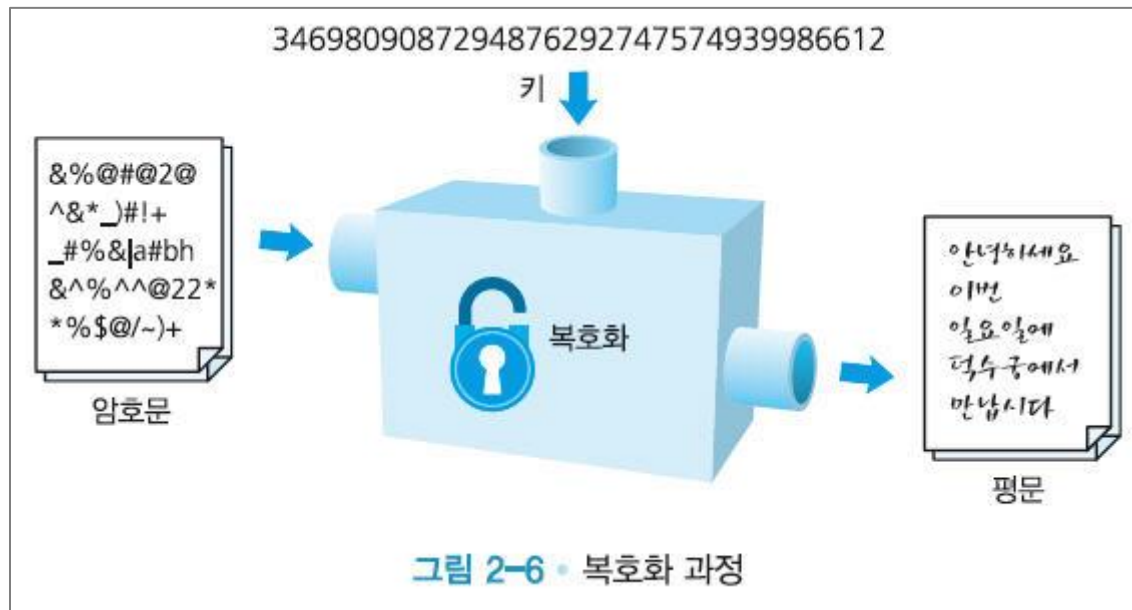 3469809087294876292747574939986612
키
&%@#@2@
^&*_)#!+
_#%&|a#bh
&^%^^@22*
*%$@/~)+
암호문
복호화
안녕하세요
이번
일요일에
덕수궁에서
만납시다
평문
그림 2-6 • 복호화 과정